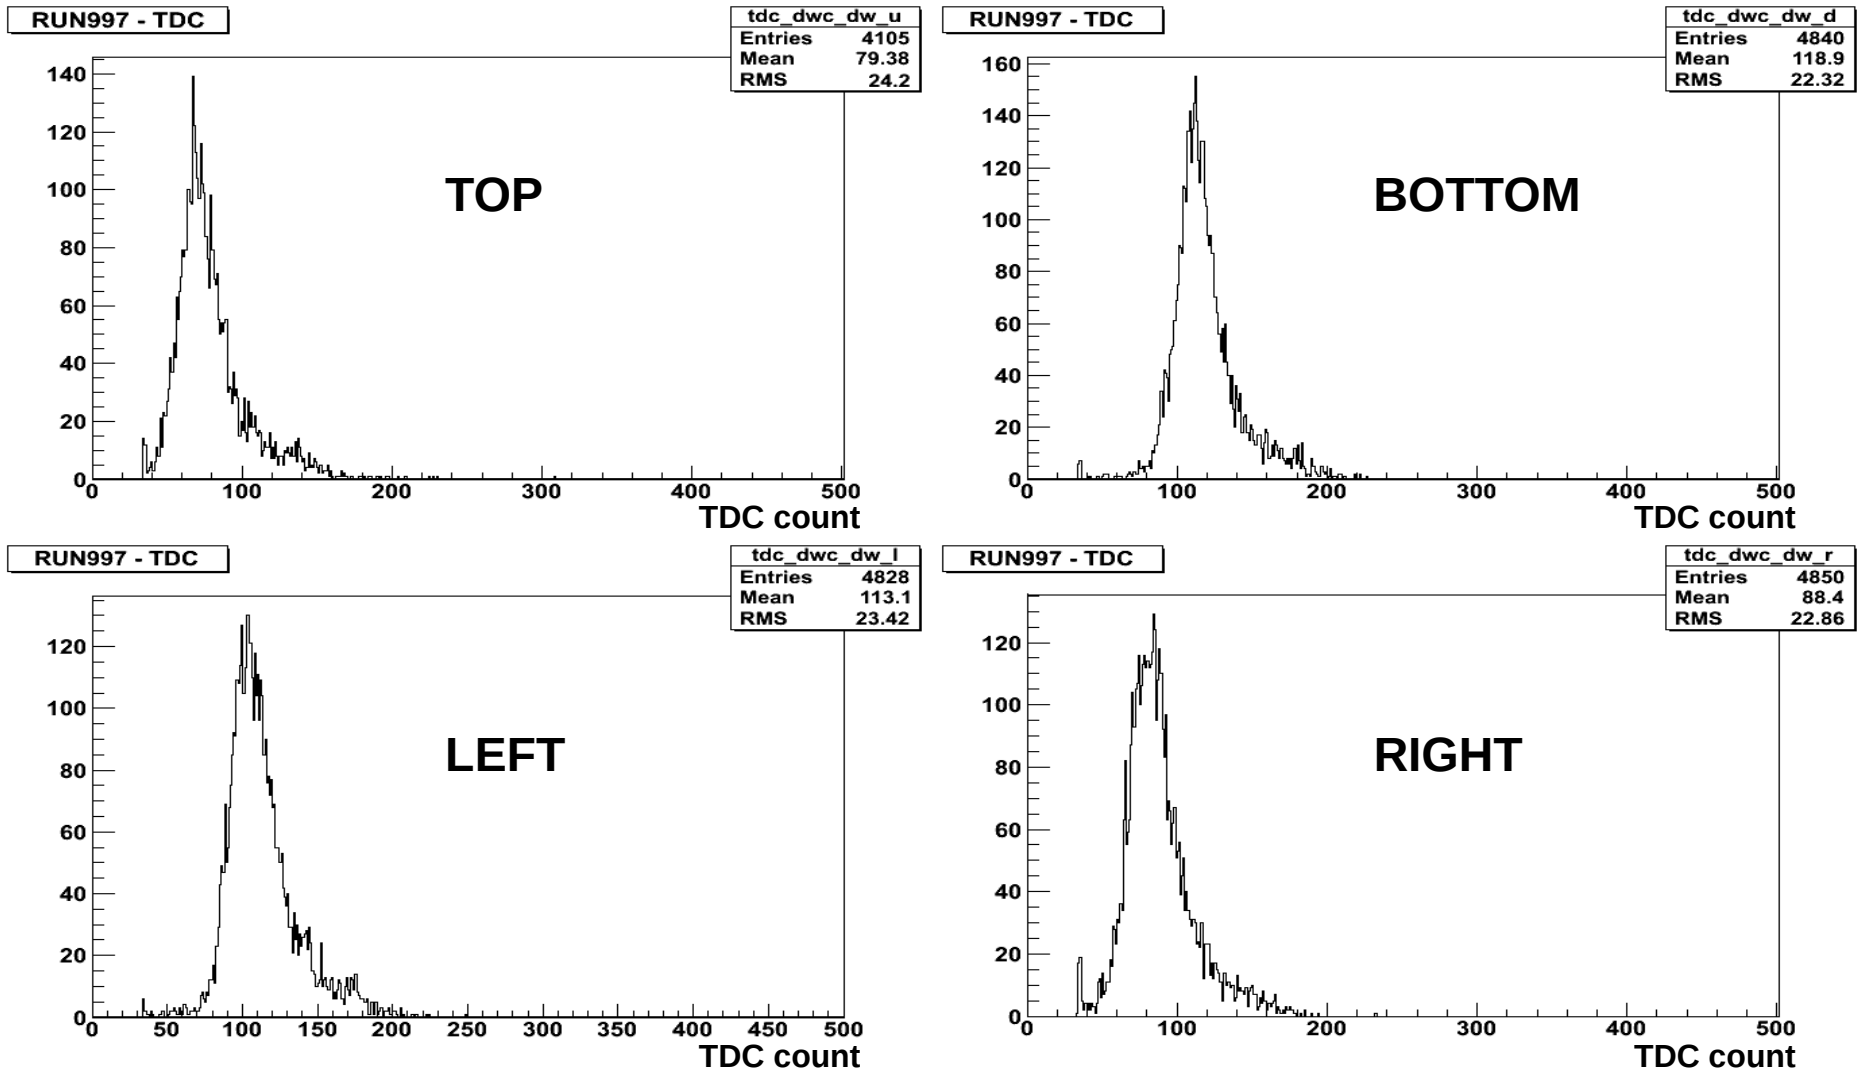 RUN997 - TDC
tdc_dwc_dw_u
Entries 4105
Mean 79.38
RMS 24.2
140
120
100
80
60
40
20
0
0 100 200 300 400 500
TOP
TDC count
RUN997 - TDC
tdc_dwc_dw_d
Entries 4840
Mean 118.9
RMS 22.32
160
140
120
100
80
60
40
20
0
0 100 200 300 400 500
BOTTOM
TDC count
RUN997 - TDC
tdc_dwc_dw_l
Entries 4828
Mean 113.1
RMS 23.42
120
100
80
60
40
20
0
0 50 100 150 200 250 300 350 400 450 500
LEFT
TDC count
RUN997 - TDC
tdc_dwc_dw_r
Entries 4850
Mean 88.4
RMS 22.86
120
100
80
60
40
20
0
0 100 200 300 400 500
RIGHT
TDC count